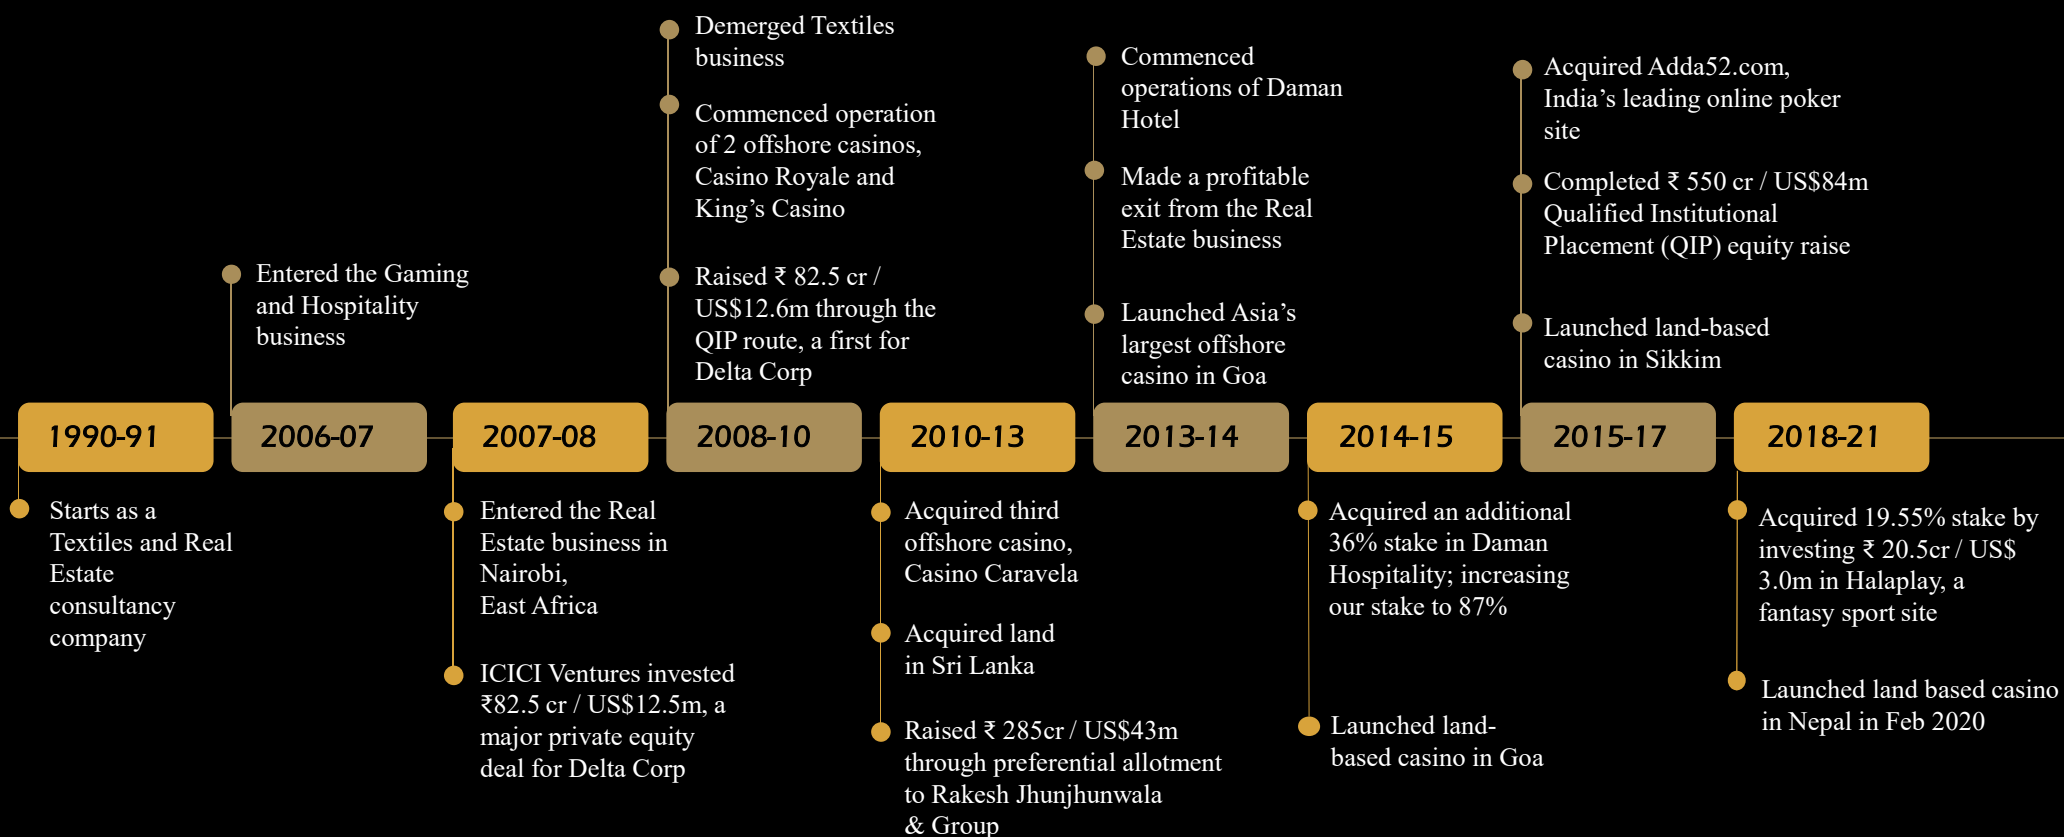 Demerged Textiles
business
Commenced operation
of 2 offshore casinos,
Casino Royale and
King’s Casino
Raised ₹ 82.5 cr /
US$12.6m through the
QIP route, a first for
Delta Corp
Commenced
operations of Daman
Hotel
Made a profitable
exit from the Real
Estate business
Launched Asia’s
largest offshore
casino in Goa
Acquired Adda52.com,
India’s leading online poker
site
Completed ₹ 550 cr / US$84m
Qualified Institutional
Placement (QIP) equity raise
Launched land-based
casino in Sikkim
Entered the Gaming
and Hospitality
business
1990-91
2006-07
2007-08
2008-10
2010-13
2013-14
2014-15
2015-17
2018-21
Starts as a
Textiles and Real
Estate
consultancy
company
Entered the Real
Estate business in
Nairobi,
East Africa
ICICI Ventures invested
₹82.5 cr / US$12.5m, a
major private equity
deal for Delta Corp
Acquired third
offshore casino,
Casino Caravela
Acquired land
in Sri Lanka
Raised ₹ 285cr / US$43m
through preferential allotment
to Rakesh Jhunjhunwala
& Group
Acquired an additional
36% stake in Daman
Hospitality; increasing
our stake to 87%
Launched land-
based casino in Goa
Acquired 19.55% stake by
investing ₹ 20.5cr / US$
3.0m in Halaplay, a
fantasy sport site
Launched land based casino
in Nepal in Feb 2020